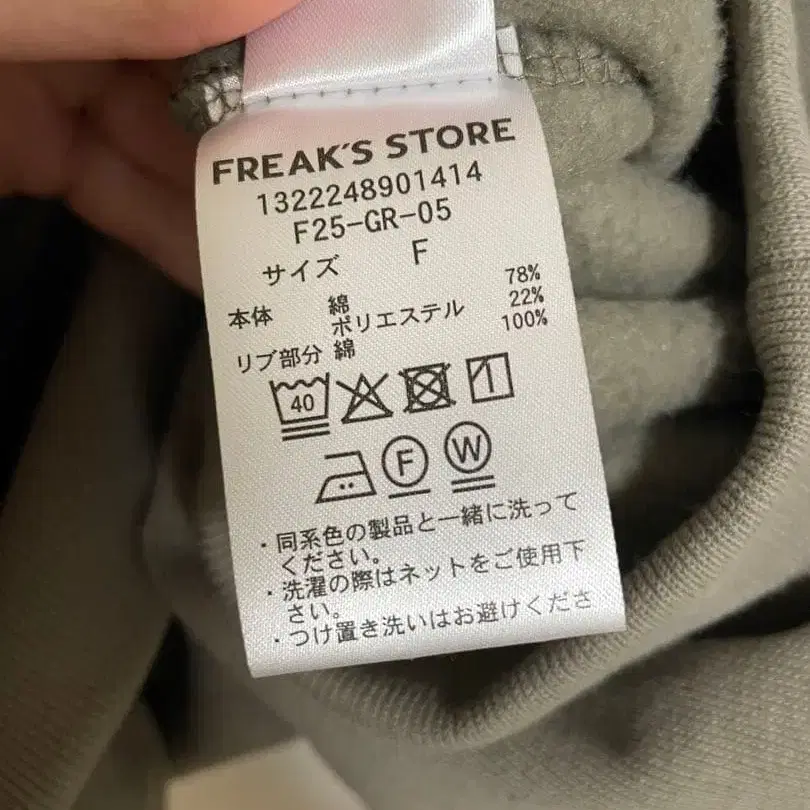 FREAK'S STORE
1322248901414
F25-GR-05
サイズ F
本体 綿 78%
ポリエステル 22%
リブ部分 綿 100%
40
F W
・同系色の製品と一緒に洗って
ください。
・洗濯の際はネットをご使用下
さい。
・つけ置き洗いはお避けくださ